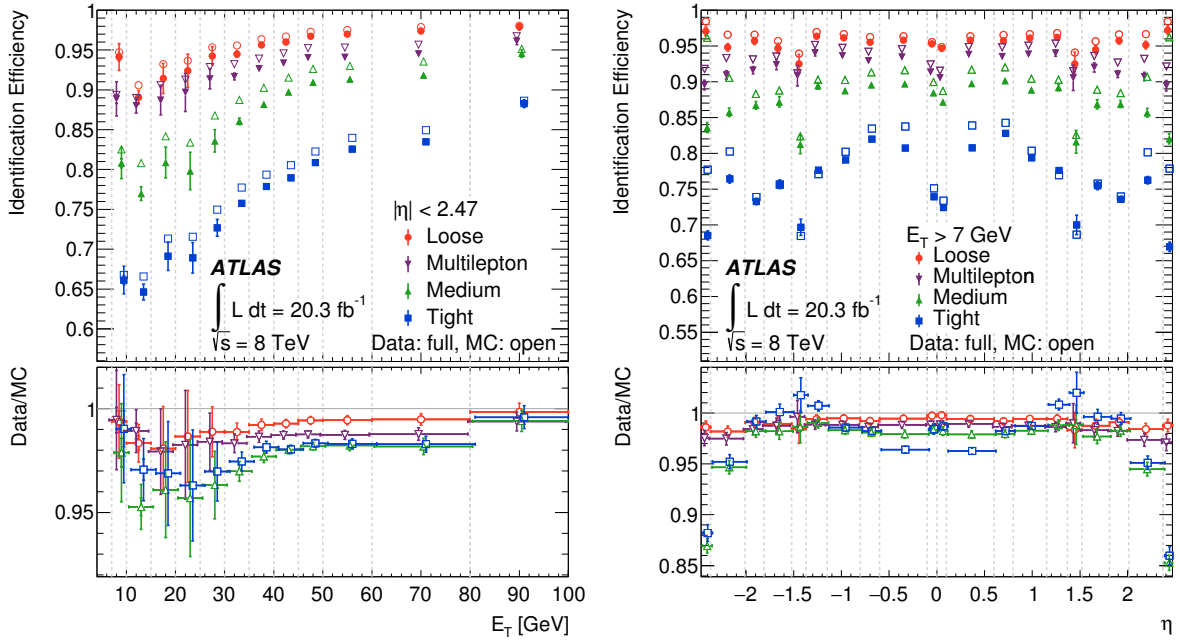 Identification Efficiency
1
0.95
0.9
0.85
0.8
0.75
0.7
0.65
0.6
|η| < 2.47
Loose
Multilepton
Medium
Tight
ATLAS
∫ L dt = 20.3 fb⁻¹
√s = 8 TeV
Data: full, MC: open
Data/MC
1
0.95
10 20 30 40 50 60 70 80 90 100
E_T [GeV]
Identification Efficiency
1
0.95
0.9
0.85
0.8
0.75
0.7
0.65
0.6
0.55
E_T > 7 GeV
Loose
Multilepton
Medium
Tight
ATLAS
∫ L dt = 20.3 fb⁻¹
√s = 8 TeV
Data: full, MC: open
Data/MC
1
0.95
0.9
0.85
−2 −1.5 −1 −0.5 0 0.5 1 1.5 2
η